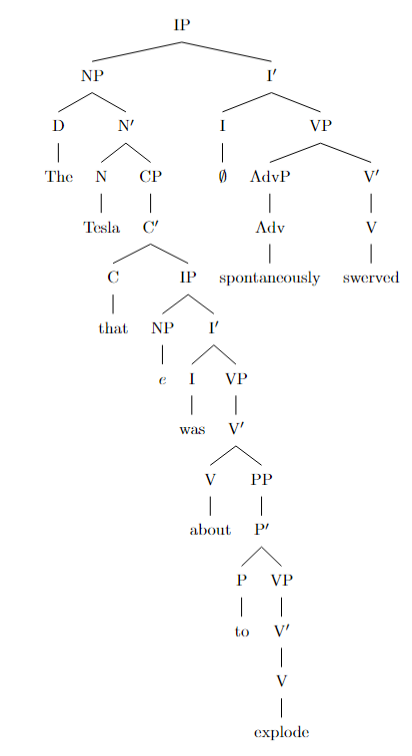 IP
NP I′
D N′ I VP
The N CP ∅ AdvP V′
Tesla C′ Adv V
C IP spontaneously swerved
that NP I′
e I VP
was V′
V PP
about P′
P VP
to V′
V
explode